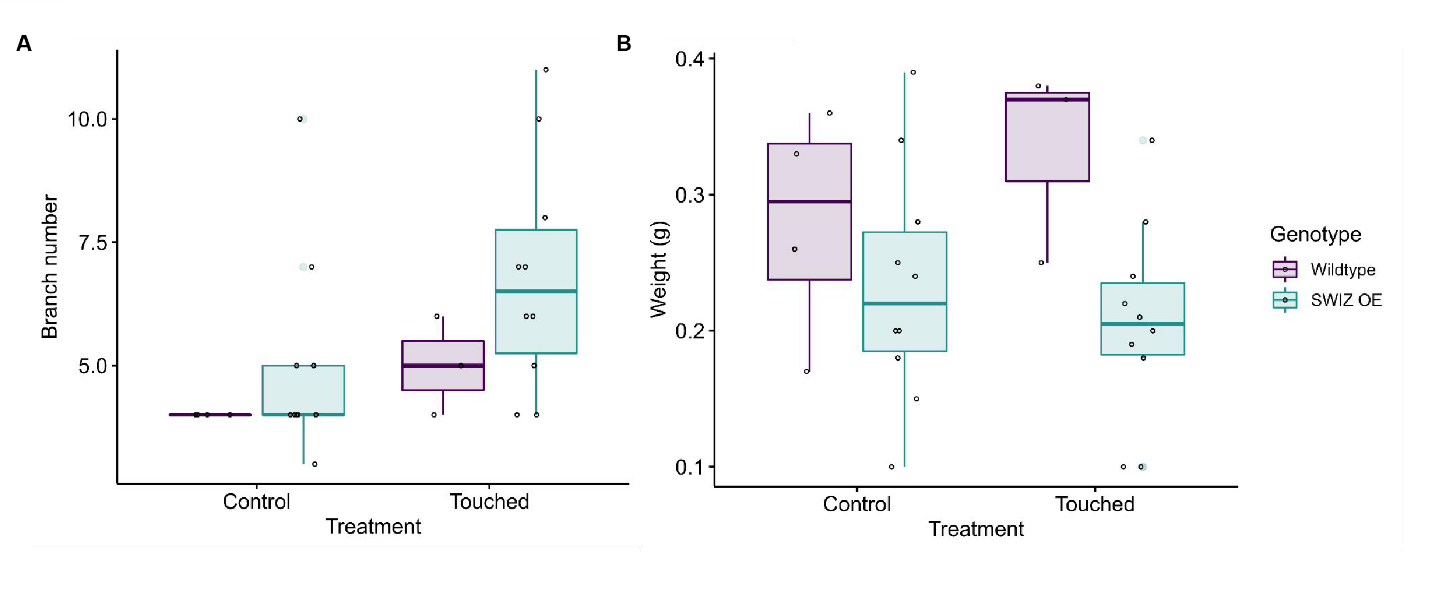 A
10.0
7.5
5.0
Branch number
Control
Touched
Treatment
B
0.4
0.3
0.2
0.1
Weight (g)
Control
Touched
Treatment
Genotype
Wildtype
SWIZ OE